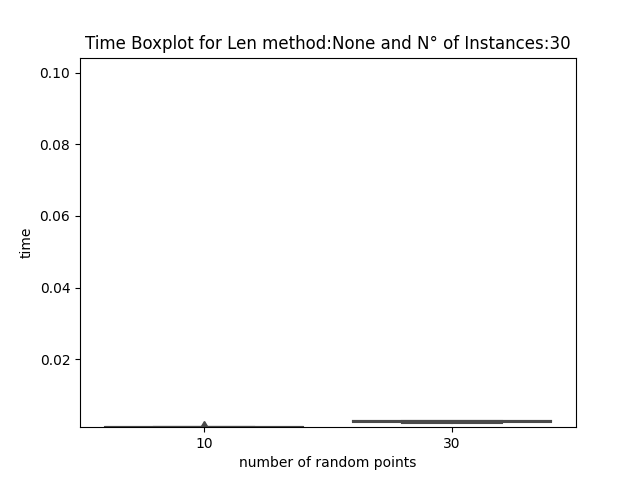 Time Boxplot for Len method:None and N° of Instances:30
0.10
0.08
0.06
0.04
0.02
time
10 30
number of random points